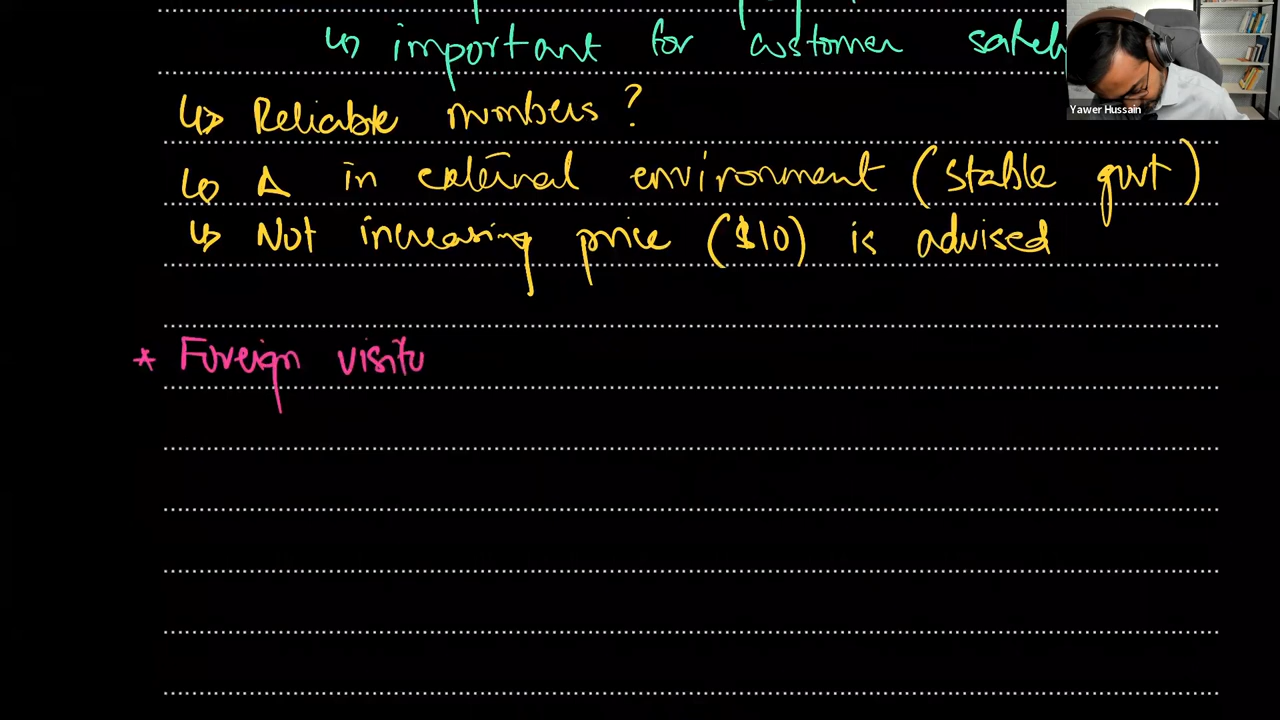 ↳ important for customer
Yawer Hussain
↳ Reliable numbers?
↳ Δ in external environment (stable govt)
↳ Not increasing price ($10) is advised
* Foreign visito